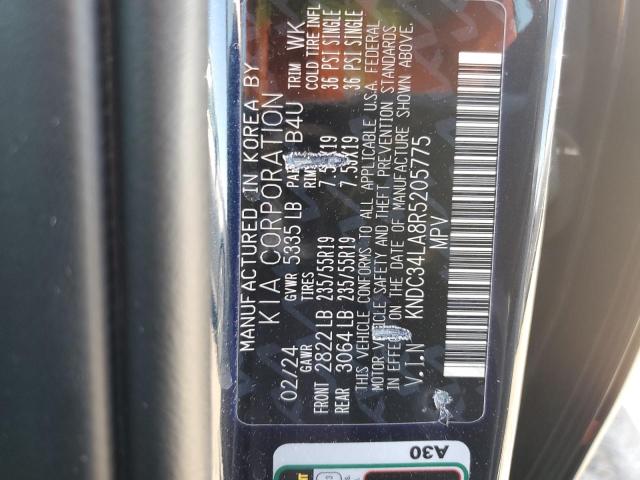 MANUFACTURED IN KOREA BY
KIA CORPORATION
02/24 GVWR 5335 LB B4U TRIM WK
GAWR TIRES RIMS COLD TIRE INFL
FRONT 2822 LB 235/55R19 36 PSI SINGLE
REAR 3064 LB 235/55R19 7.5JX19 36 PSI SINGLE
THIS VEHICLE CONFORMS TO ALL APPLICABLE U.S.A. FEDERAL
MOTOR VEHICLE SAFETY AND THEFT PREVENTION STANDARDS
IN EFFECT ON THE DATE OF MANUFACTURE SHOWN ABOVE.
V.I.N KNDC34LA8R5205775
MPV
A30